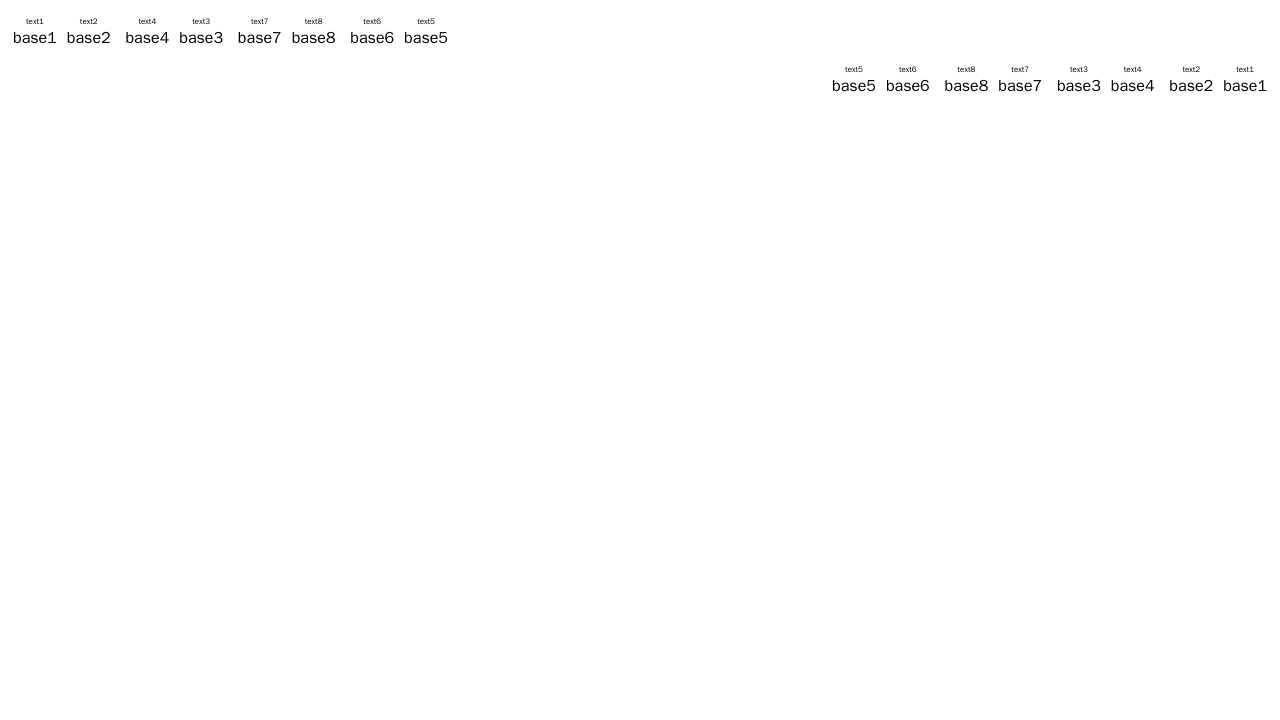 text1 text2 text4 text3 text7 text8 text6 text5
base1 base2 base4 base3 base7 base8 base6 base5
text5 text6 text8 text7 text3 text4 text2 text1
base5 base6 base8 base7 base3 base4 base2 base1